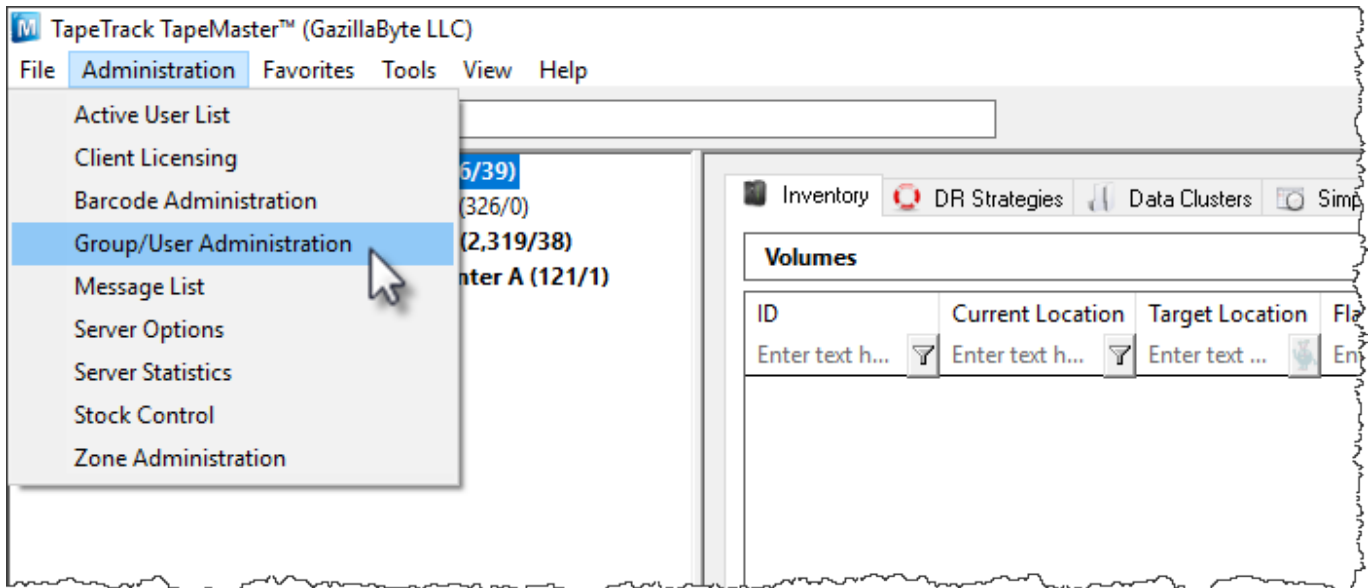 TapeTrack TapeMaster™ (GazillaByte LLC)
File Administration Favorites Tools View Help
Active User List
Client Licensing
Barcode Administration
Group/User Administration
Message List
Server Options
Server Statistics
Stock Control
Zone Administration
6/39)
(326/0)
(2,319/38)
nter A (121/1)
Inventory DR Strategies Data Clusters Simp
Volumes
ID Current Location Target Location Fla
Enter text h... Enter text h... Enter text ... En